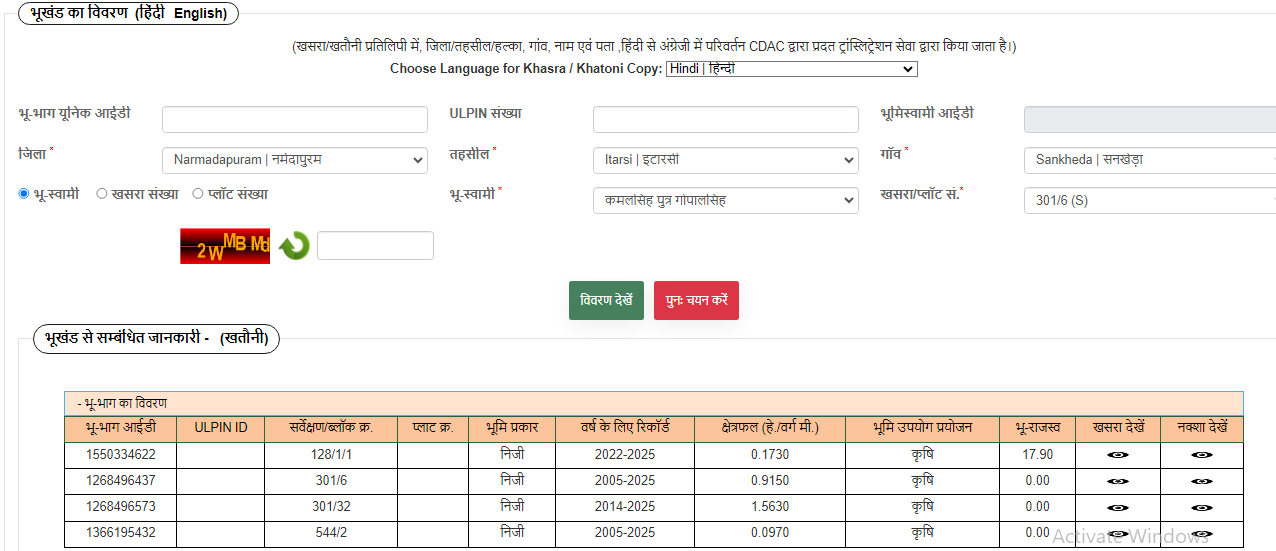 भूखंड का विवरण (हिंदी English)
(खसरा/खतौनी प्रतिलिपी में, जिला/तहसील/हल्का, गांव, नाम एवं पता ,हिंदी से अंग्रेजी में परिवर्तन CDAC द्वारा प्रदत ट्रांस्लिट्रेशन सेवा द्वारा किया जाता है।)
Choose Language for Khasra / Khatoni Copy: Hindi | हिन्दी
भू-भाग यूनिक आईडी ULPIN संख्या भूमिस्वामी आईडी
जिला * Narmadapuram | नर्मदापुरम तहसील * Itarsi | इटारसी गाँव * Sankheda | सनखेड़ा
भू-स्वामी खसरा संख्या प्लॉट संख्या भू-स्वामी * कमलसिह पुत्र गोपालसिह खसरा/प्लॉट सं.* 301/6 (S)
2WMBMd
विवरण देखें पुनः चयन करें
भूखंड से सम्बंधित जानकारी - (खतौनी)
- भू-भाग का विवरण
भू-भाग आईडी ULPIN ID सर्वेक्षण/ब्लॉक क्र. प्लाट क्र. भूमि प्रकार वर्ष के लिए रिकॉर्ड क्षेत्रफल (हे./वर्ग मी.) भूमि उपयोग प्रयोजन भू-राजस्व खसरा देखें नक्शा देखें
1550334622 128/1/1 निजी 2022-2025 0.1730 कृषि 17.90
1268496437 301/6 निजी 2005-2025 0.9150 कृषि 0.00
1268496573 301/32 निजी 2014-2025 1.5630 कृषि 0.00
1366195432 544/2 निजी 2005-2025 0.0970 कृषि 0.00
Activate Windows